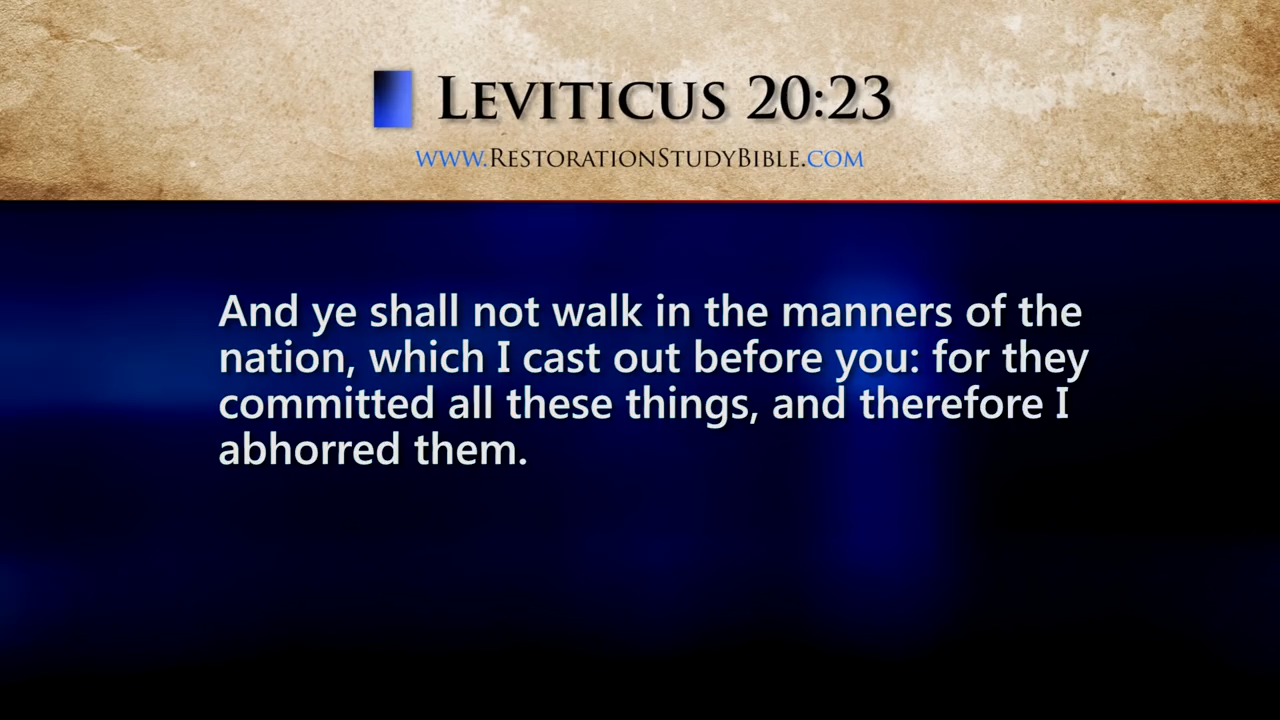 Leviticus 20:23
www.RestorationStudyBible.com
And ye shall not walk in the manners of the
nation, which I cast out before you: for they
committed all these things, and therefore I
abhorred them.